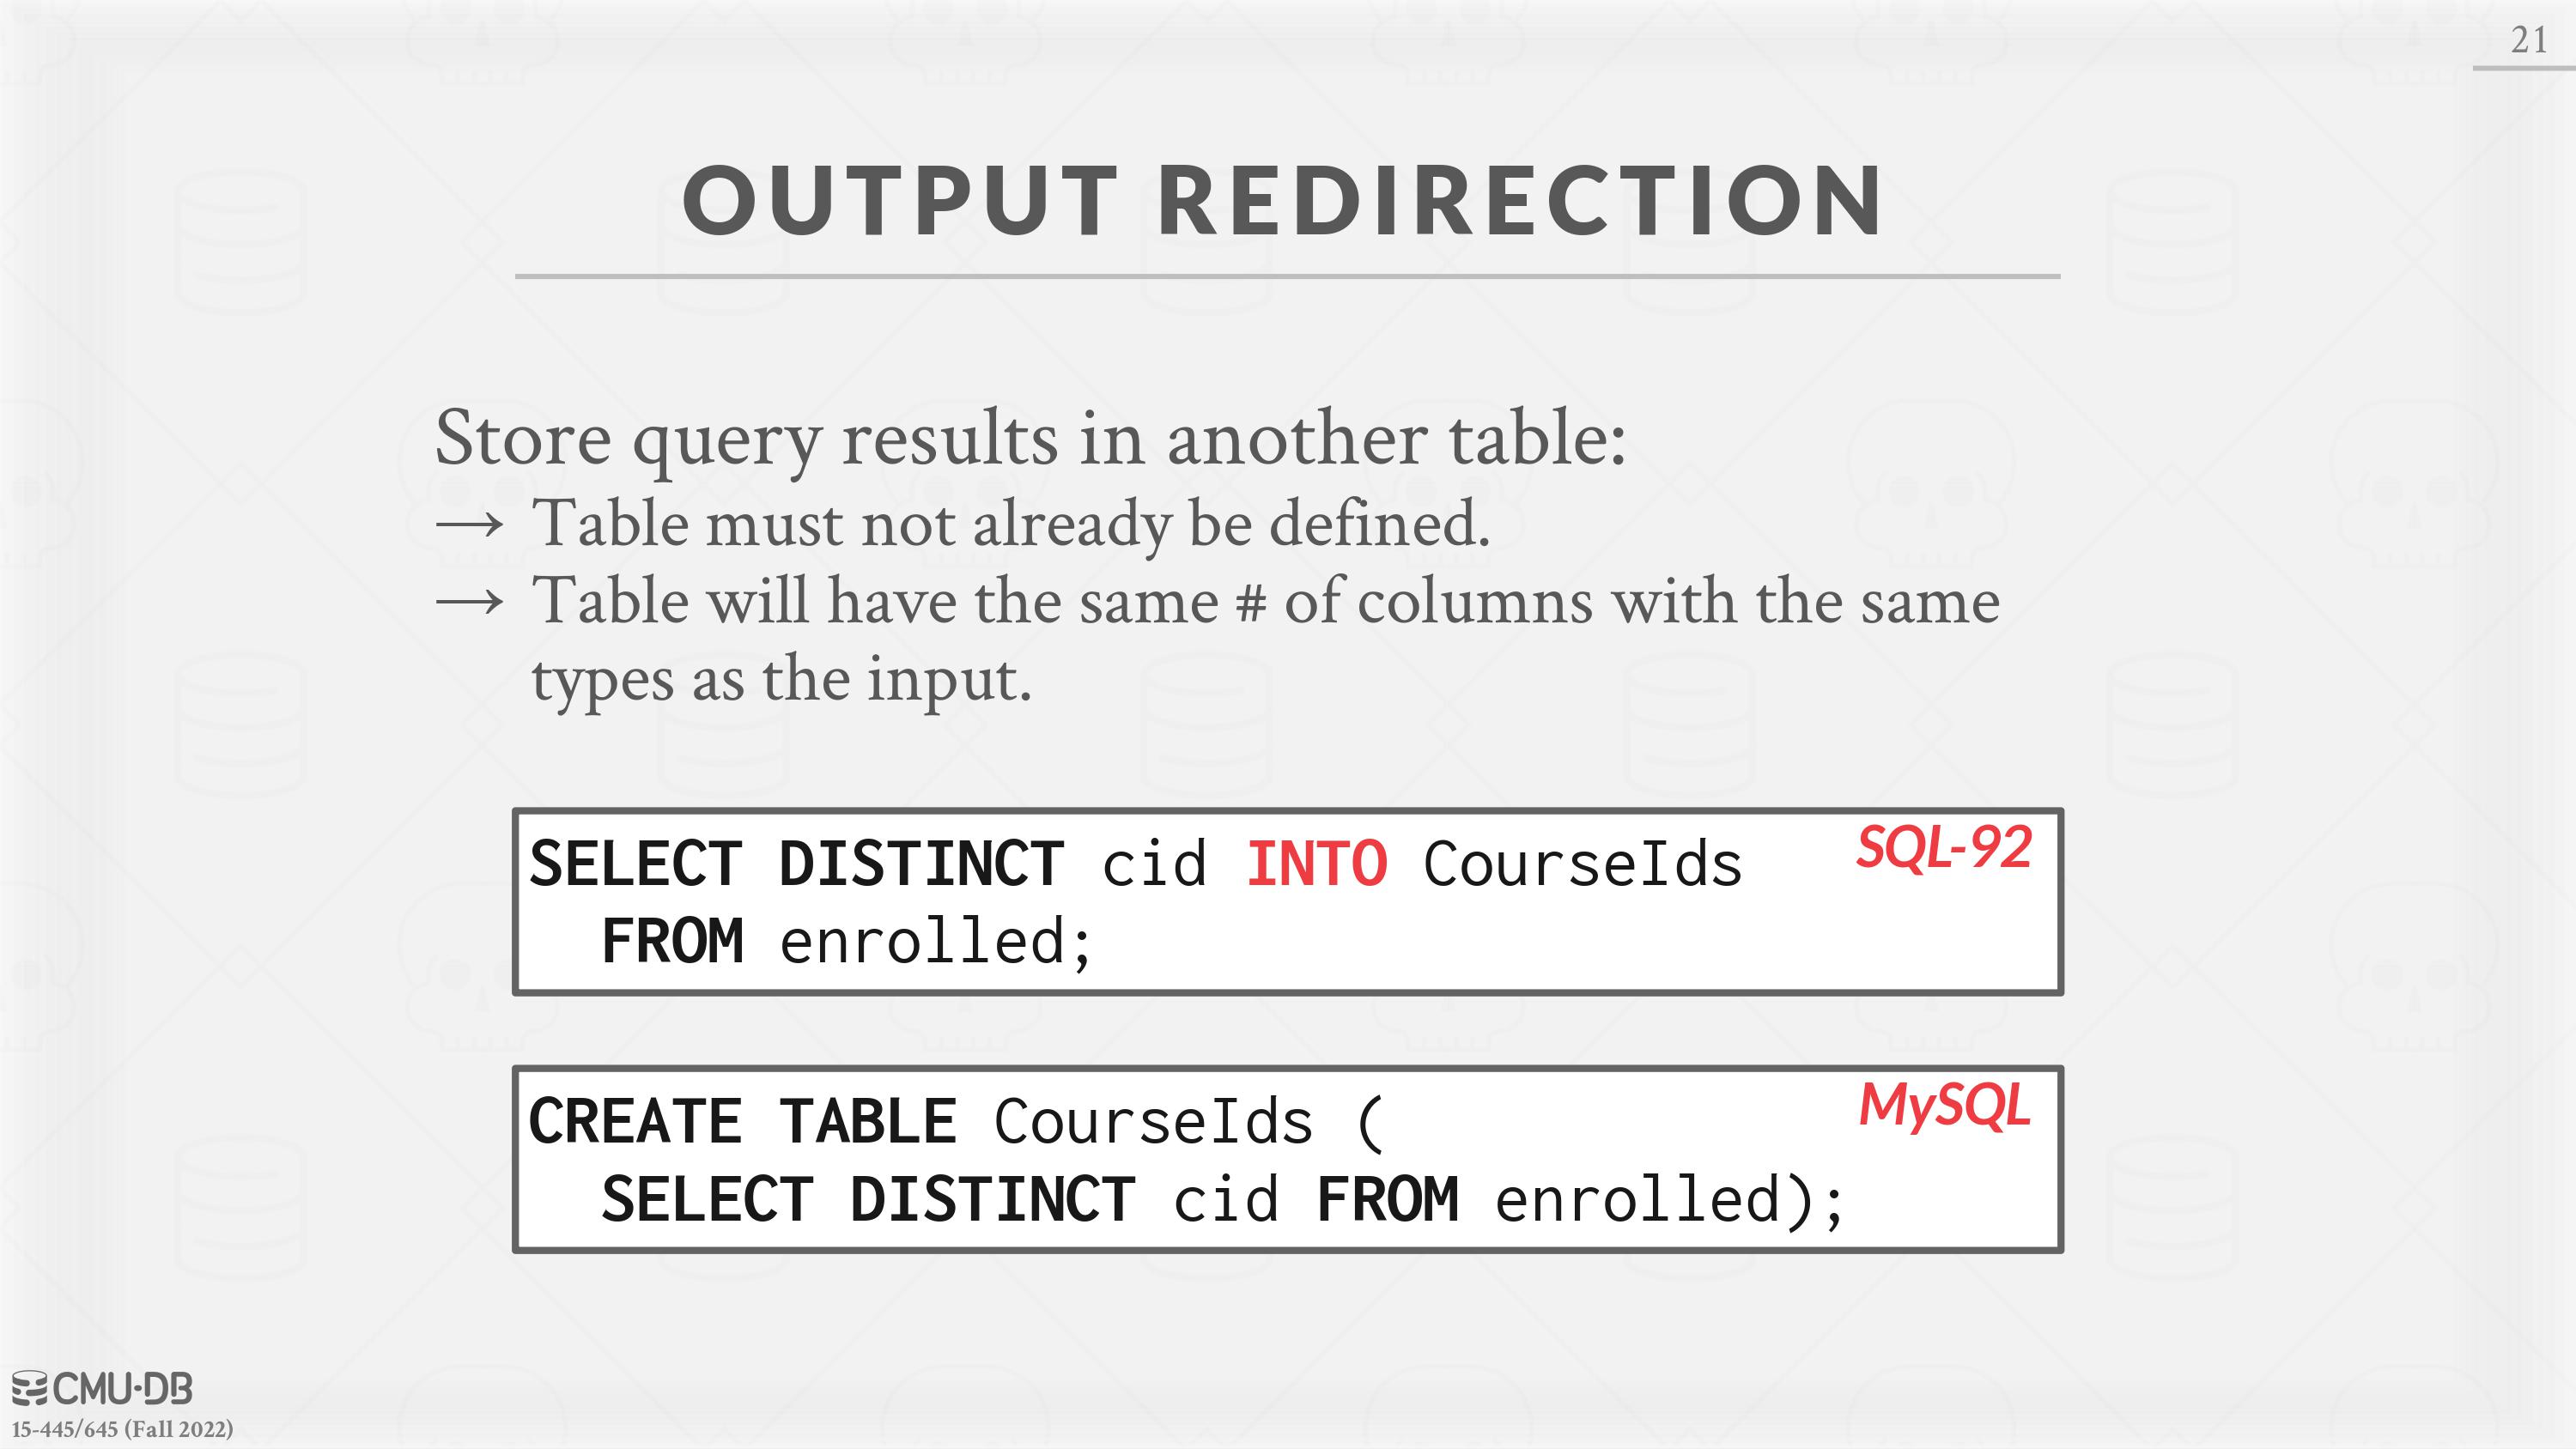 21
OUTPUT REDIRECTION
Store query results in another table:
→ Table must not already be defined.
→ Table will have the same # of columns with the same
types as the input.
SELECT DISTINCT cid INTO CourseIds
SQL-92
FROM enrolled;
CREATE TABLE CourseIds (
MySQL
SELECT DISTINCT cid FROM enrolled);
CMU·DB
15-445/645 (Fall 2022)